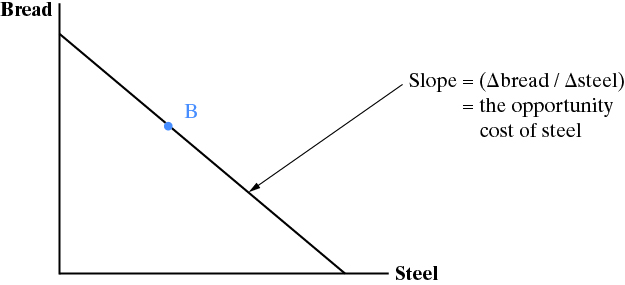 Bread
B
Slope = (Δbread / Δsteel)
= the opportunity
cost of steel
Steel